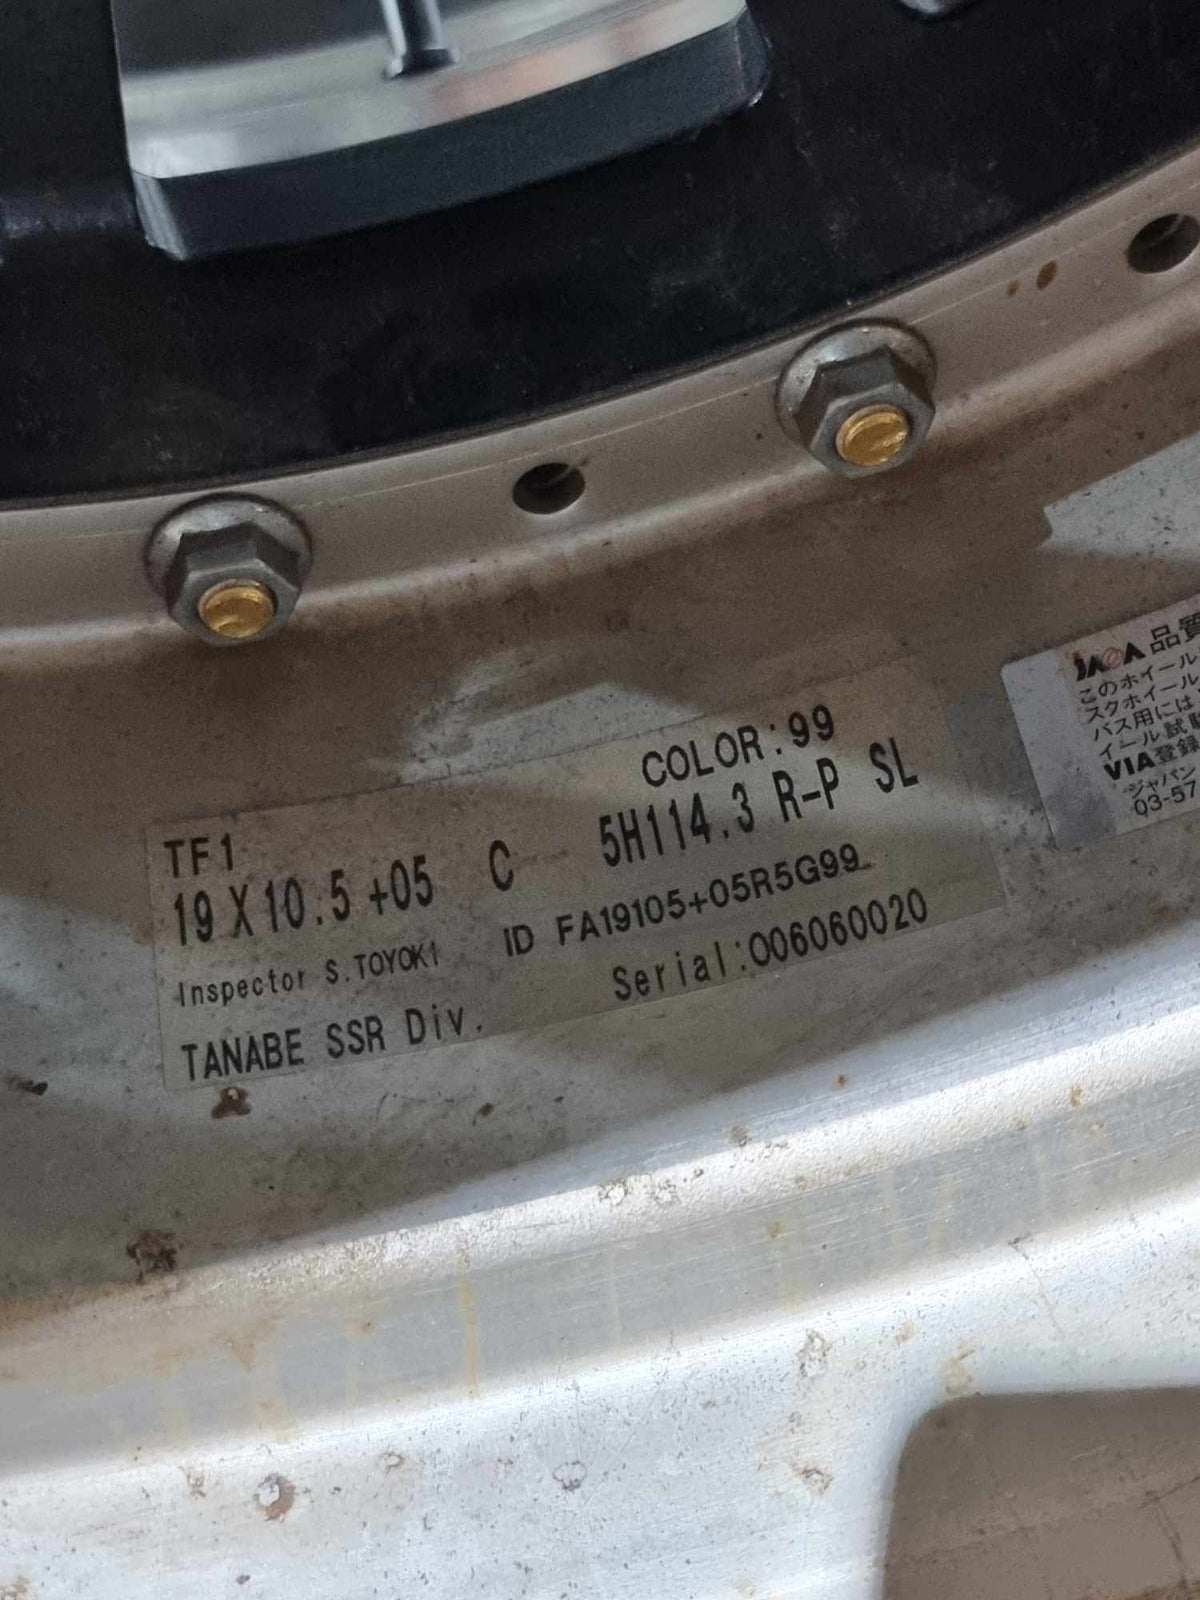 COLOR:99
TF1
19 X 10.5 +05 C 5H114.3 R-P SL
Inspector S.TOYOKI ID FA19105+05R5G99
TANABE SSR Div. Serial:006060020
JAWA 品質
このホイール
スクホイール
バス用には
イール試験
VIA登録
ジャパン
03-57